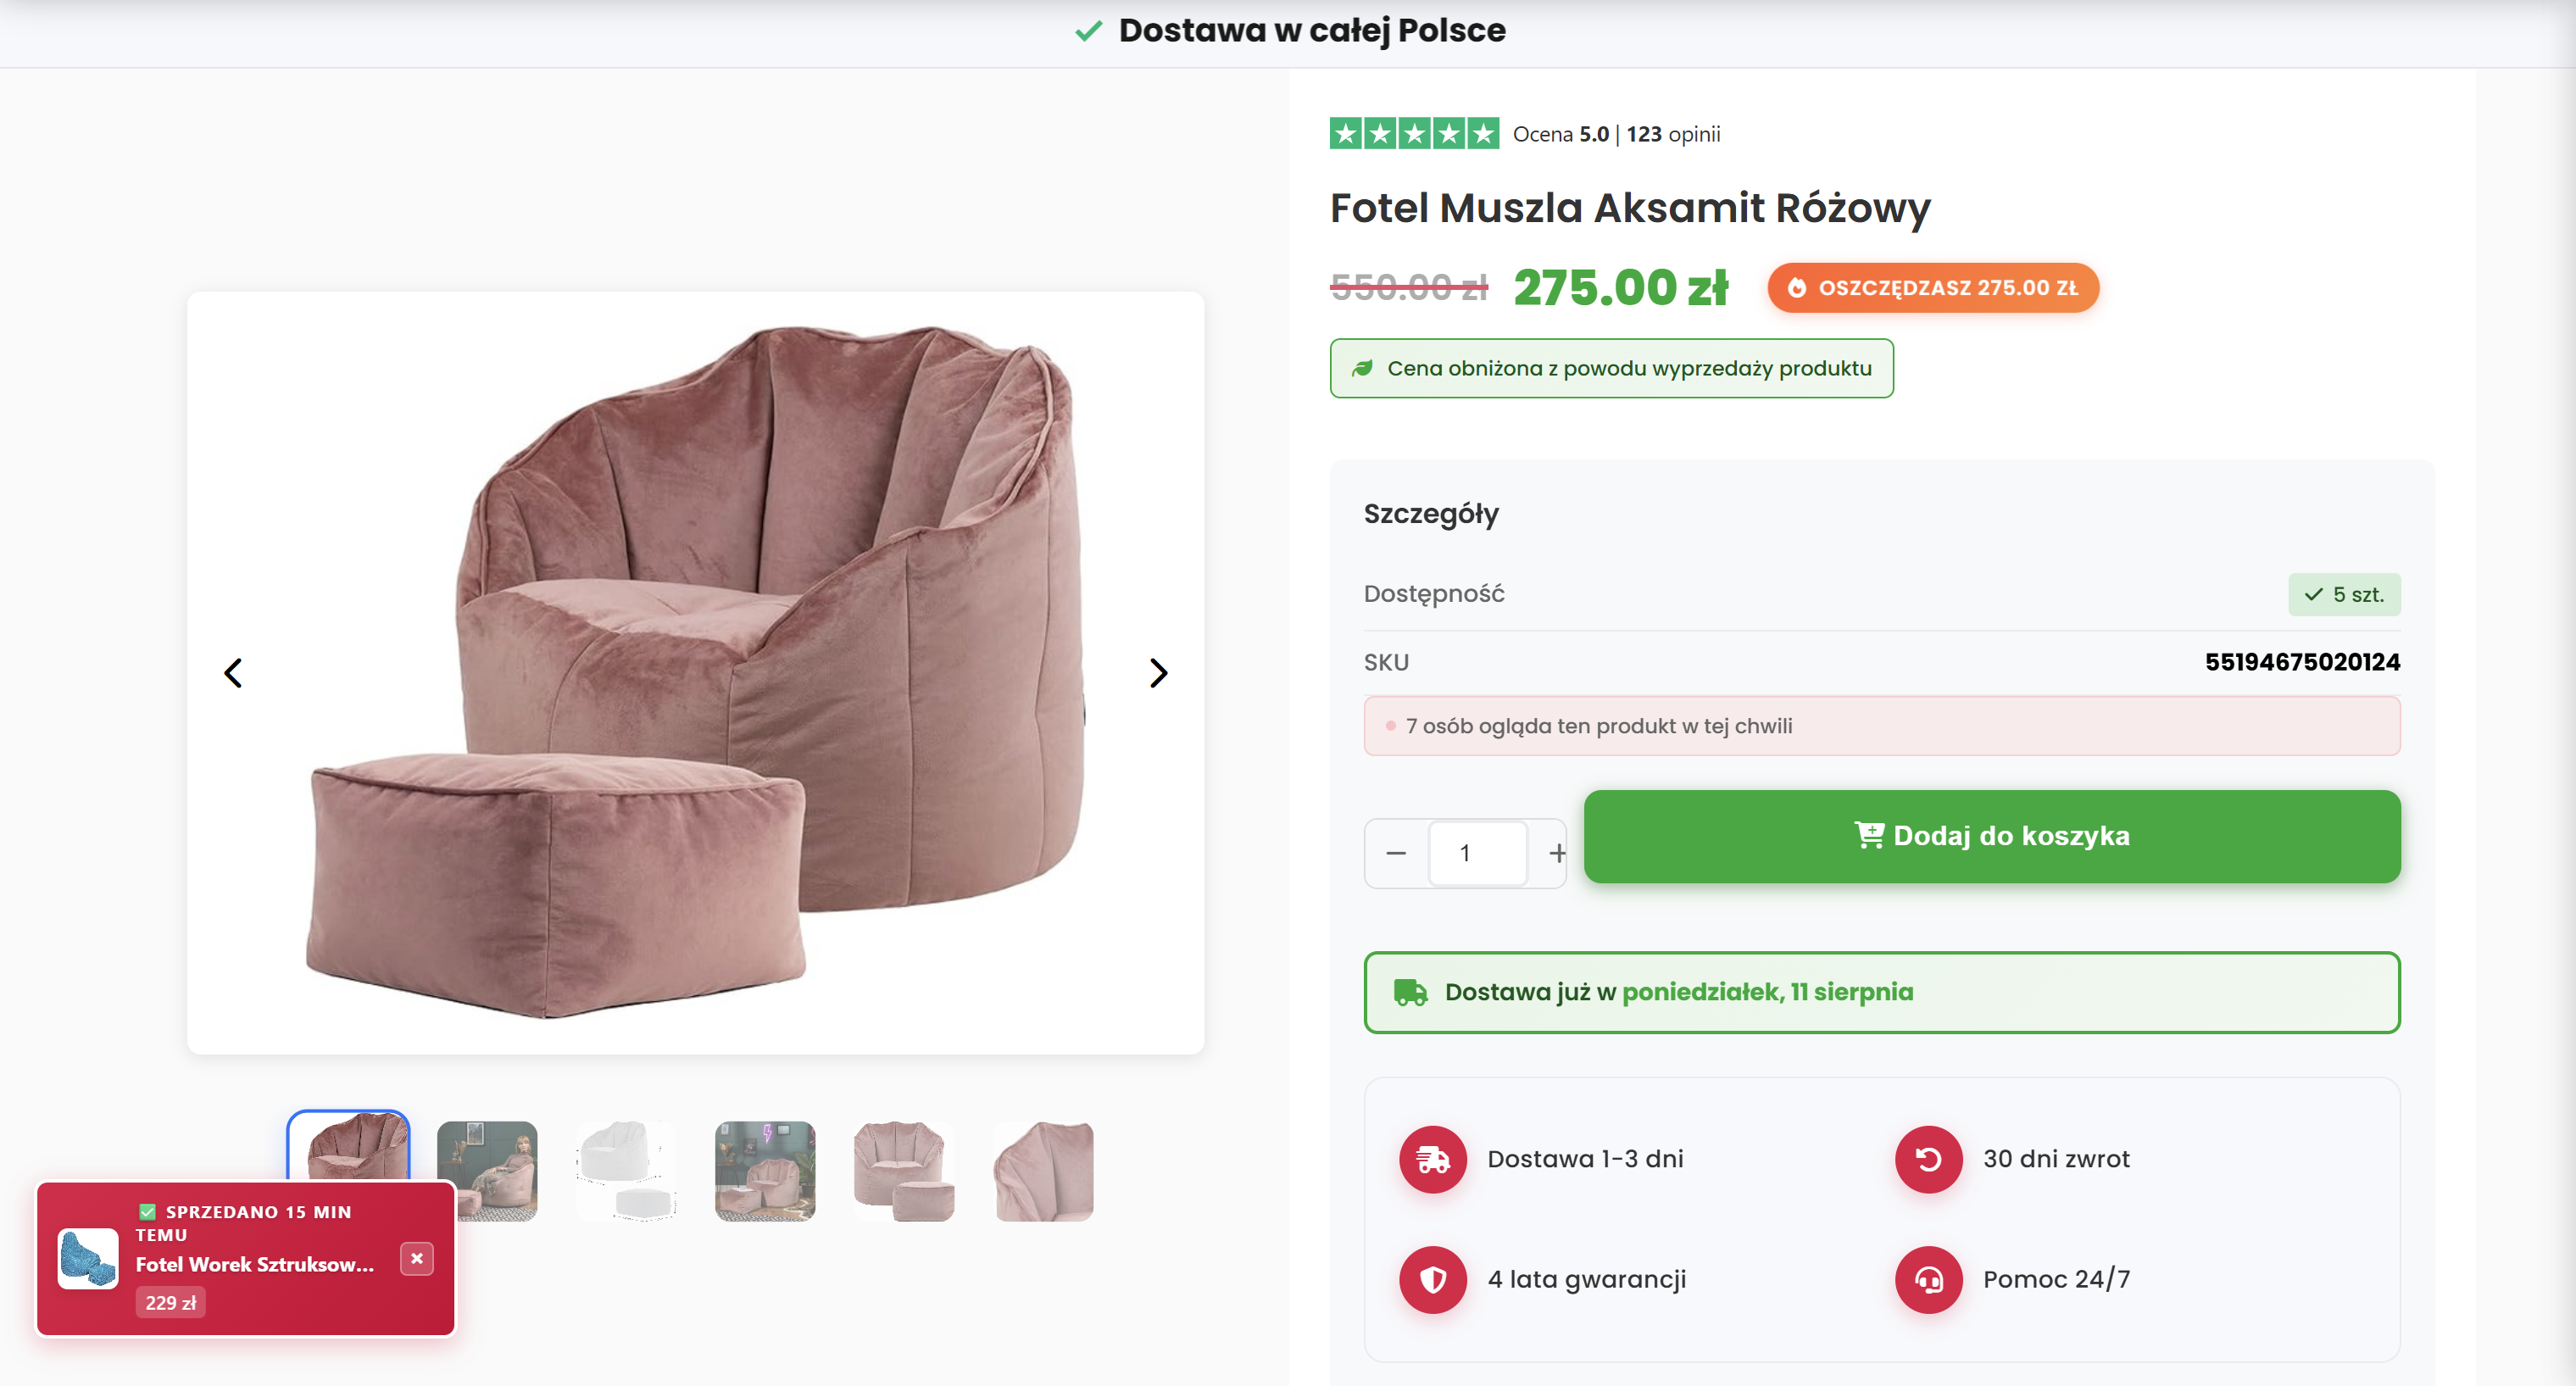 Dostawa w całej Polsce
Ocena 5.0 | 123 opinii
Fotel Muszla Aksamit Różowy
550.00 zł 275.00 zł OSZCZĘDZASZ 275.00 ZŁ
Cena obniżona z powodu wyprzedaży produktu
Szczegóły
Dostępność 5 szt.
SKU 55194675020124
7 osób ogląda ten produkt w tej chwili
1
Dodaj do koszyka
Dostawa już w poniedziałek, 11 sierpnia
Dostawa 1-3 dni
30 dni zwrot
4 lata gwarancji
Pomoc 24/7
SPRZEDANO 15 MIN
TEMU
Fotel Worek Sztruksow...
229 zł